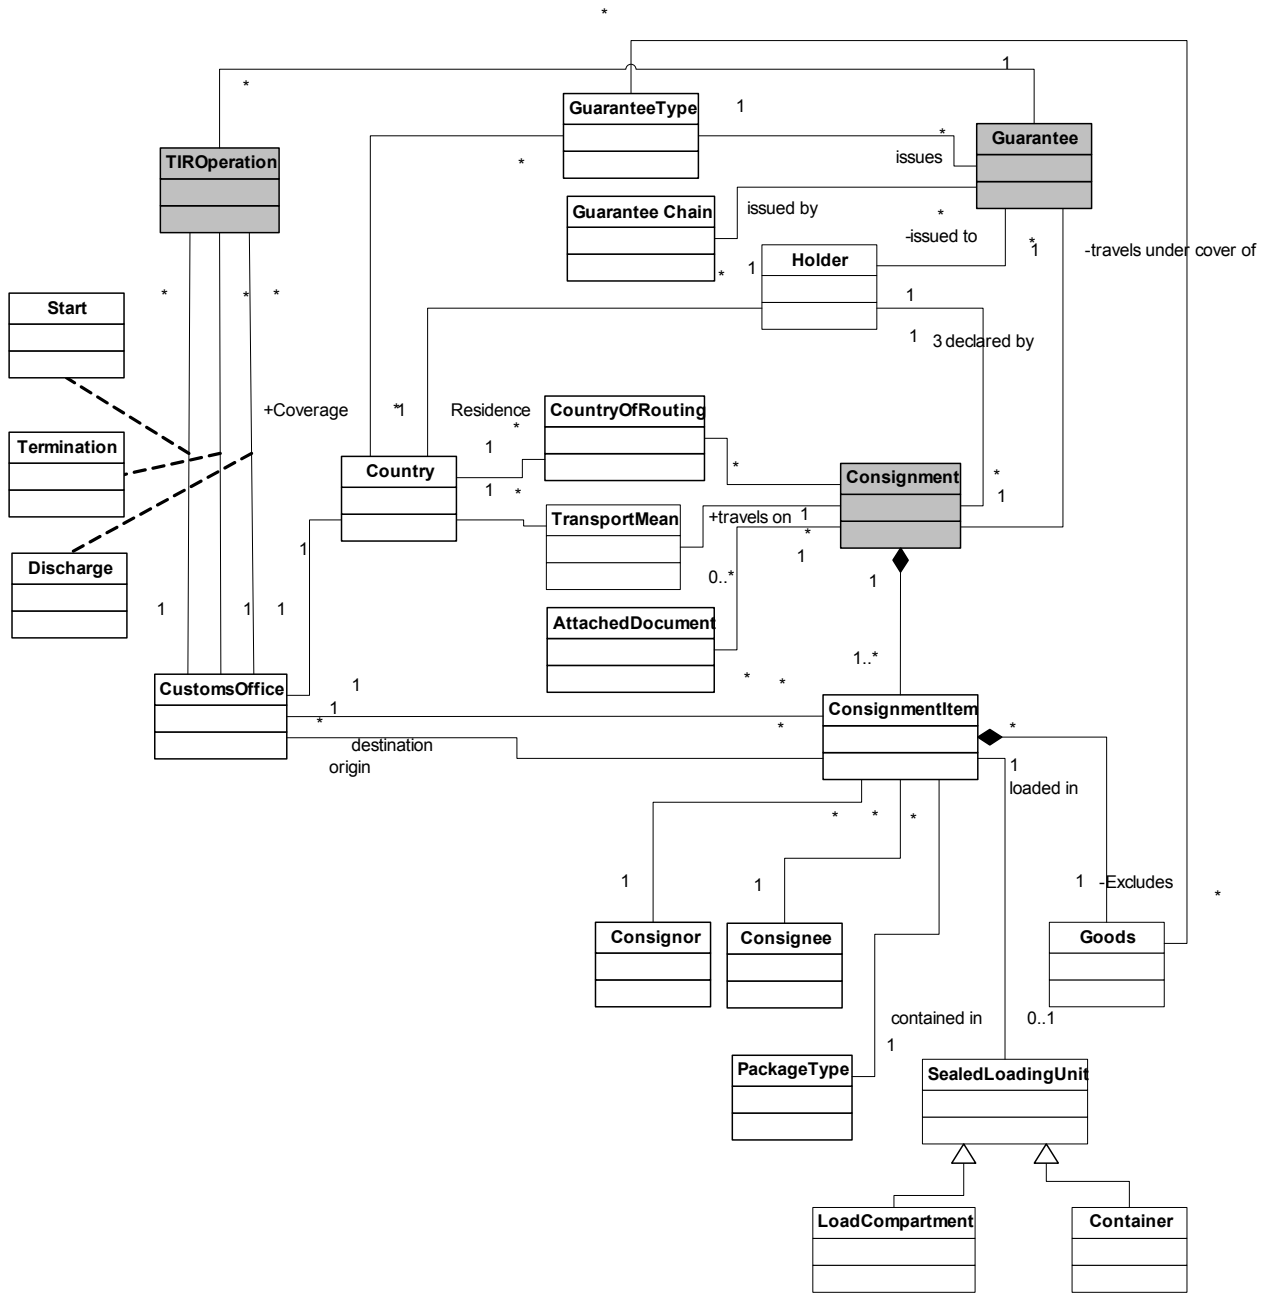 *
1
*
GuaranteeType
1
*
Guarantee
TIROperation
*
issues
Guarantee Chain
issued by
*
-issued to
*
1
-travels under cover of
Holder
1
*
*
*
*
1
Start
1
3 declared by
+Coverage
*1
Residence
CountryOfRouting
*
Termination
1
*
Country
Consignment
*
1
*
1
TransportMean
+travels on
1
*
1
1
Discharge
0..*
1
1
1
1
AttachedDocument
1..*
*
*
CustomsOffice
1
1
ConsignmentItem
*
*
*
destination
origin
1
loaded in
*
*
*
1
1
1
-Excludes
*
Consignor
Consignee
Goods
contained in
0..1
1
PackageType
SealedLoadingUnit
LoadCompartment
Container